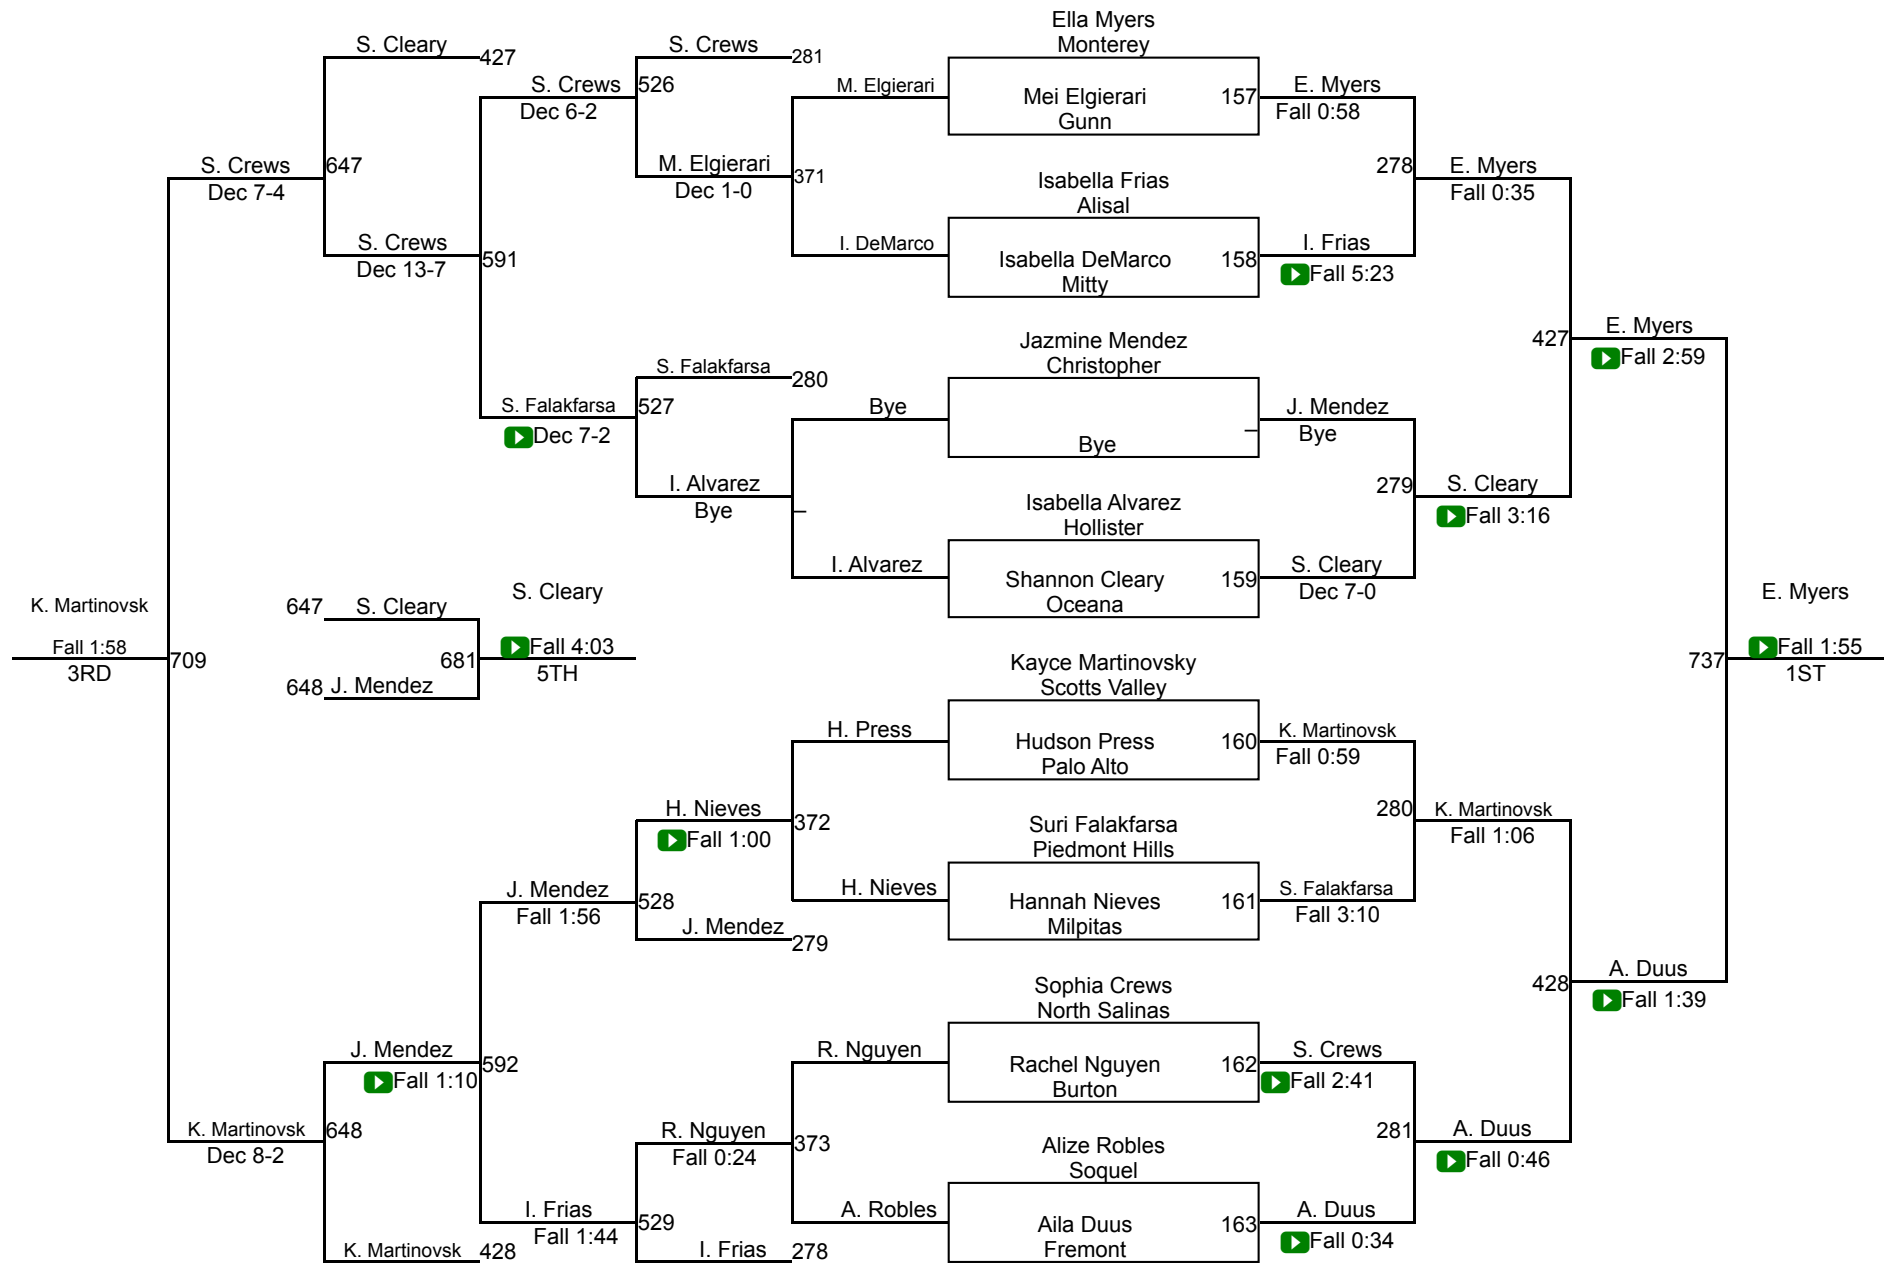 Ella Myers
Monterey
S. Cleary
427
S. Crews
281
S. Crews
526
Dec 6-2
M. Elgierari
Mei Elgierari
Gunn
157
E. Myers
Fall 0:58
S. Crews
647
Dec 7-4
M. Elgierari
371
Dec 1-0
278
E. Myers
Fall 0:35
Isabella Frias
Alisal
S. Crews
591
Dec 13-7
I. DeMarco
Isabella DeMarco
Mitty
158
I. Frias
Fall 5:23
427
E. Myers
Fall 2:59
Jazmine Mendez
Christopher
S. Falakfarsa
280
S. Falakfarsa
527
Dec 7-2
Bye
Bye
J. Mendez
Bye
I. Alvarez
Bye
279
S. Cleary
Fall 3:16
Isabella Alvarez
Hollister
I. Alvarez
Shannon Cleary
Oceana
159
S. Cleary
Dec 7-0
K. Martinovsk
Fall 1:58
3RD
709
647
S. Cleary
648
J. Mendez
681
S. Cleary
Fall 4:03
5TH
737
E. Myers
Fall 1:55
1ST
Kayce Martinovsky
Scotts Valley
H. Press
Hudson Press
Palo Alto
160
K. Martinovsk
Fall 0:59
H. Nieves
372
Fall 1:00
280
K. Martinovsk
Fall 1:06
Suri Falakfarsa
Piedmont Hills
J. Mendez
528
Fall 1:56
H. Nieves
Hannah Nieves
Milpitas
161
S. Falakfarsa
Fall 3:10
J. Mendez
279
428
A. Duus
Fall 1:39
Sophia Crews
North Salinas
J. Mendez
592
Fall 1:10
R. Nguyen
Rachel Nguyen
Burton
162
S. Crews
Fall 2:41
K. Martinovsk
648
Dec 8-2
R. Nguyen
373
Fall 0:24
281
A. Duus
Fall 0:46
Alize Robles
Soquel
I. Frias
529
Fall 1:44
A. Robles
Aila Duus
Fremont
163
A. Duus
Fall 0:34
K. Martinovsk
428
I. Frias
278